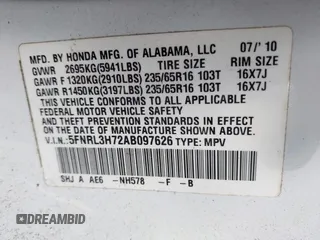 MFD. BY HONDA MFG. OF ALABAMA, LLC 07/'10
GVWR 2695KG(5941LBS) TIRE SIZE RIM SIZE
GAWR F 1320KG(2910LBS) 235/65R16 103T 16X7J
GAWR R1450KG(3197LBS) 235/65R16 103T 16X7J
THIS VEHICLE CONFORMS TO ALL APPLICABLE
FEDERAL MOTOR VEHICLE SAFETY AND THEFT
PREVENTION STANDARDS IN EFFECT ON THE
DATE OF MANUFACTURE SHOWN ABOVE.
V.I.N.: 5FNRL3H72AB097626 TYPE: MPV
SHJ A AE6 -NH578 -F -B
DREAMBID